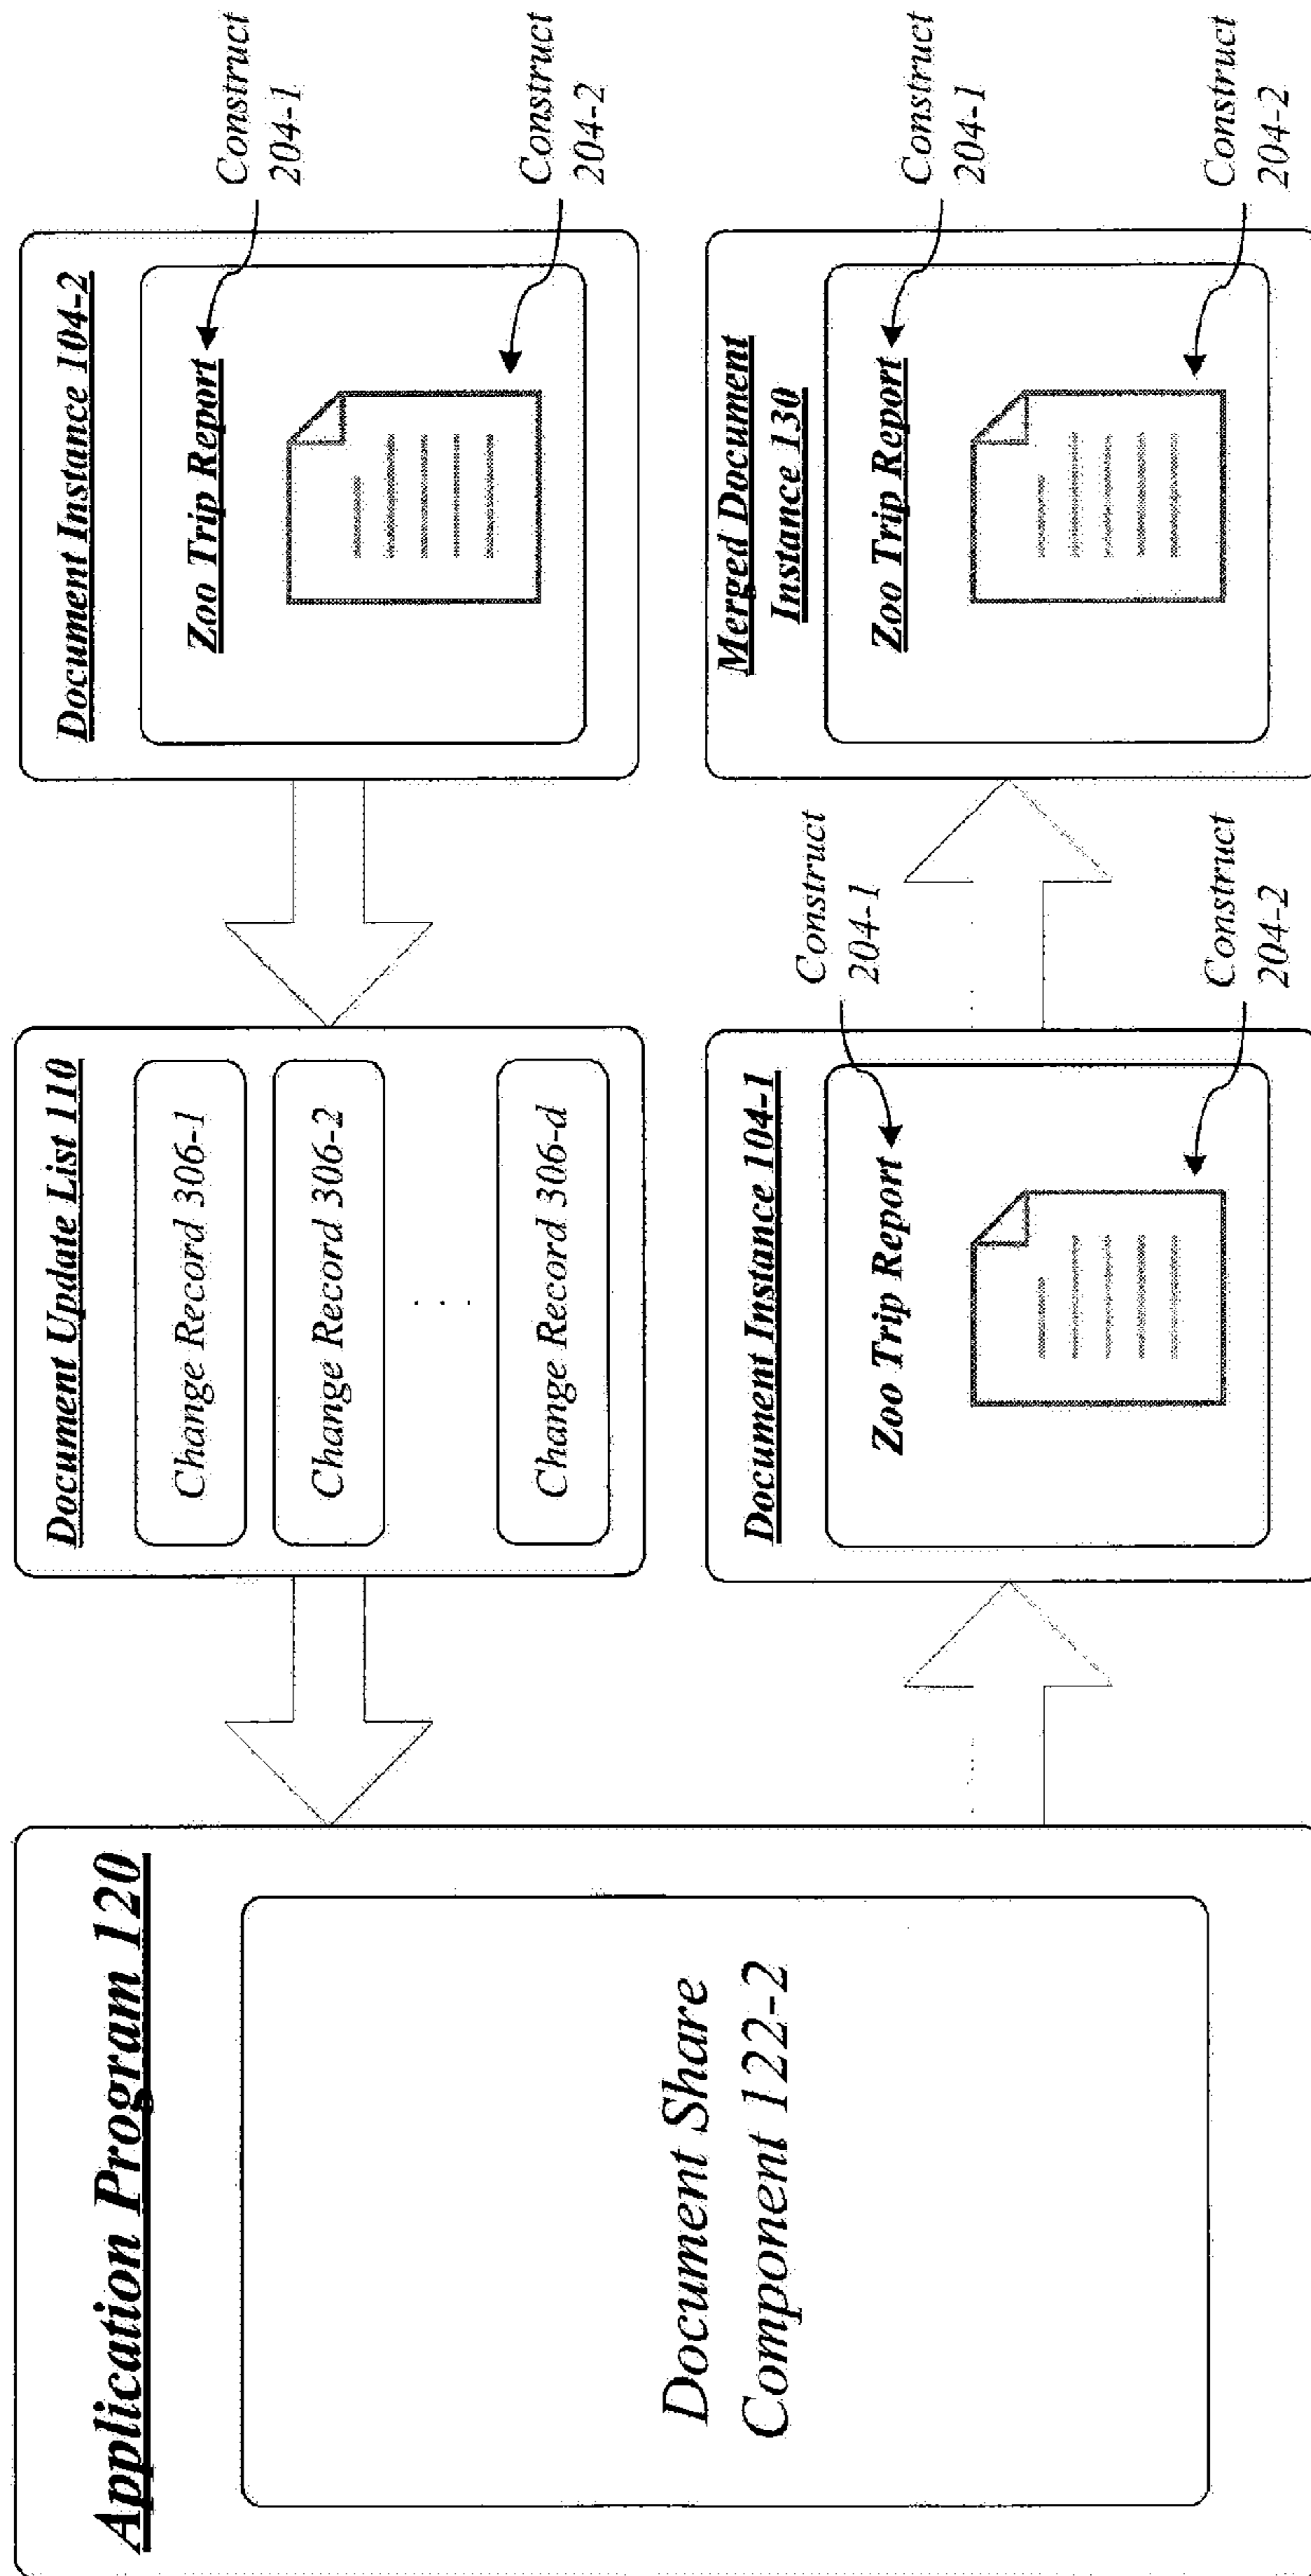 Application Program 120
Document Share
Component 122-2
Document Update List 110
Change Record 306-1
Change Record 306-2
. . .
Change Record 306-d
Document Instance 104-2
Zoo Trip Report
Construct
204-1
Construct
204-2
Document Instance 104-1
Zoo Trip Report
Construct
204-1
Construct
204-2
Merged Document
Instance 130
Zoo Trip Report
Construct
204-1
Construct
204-2